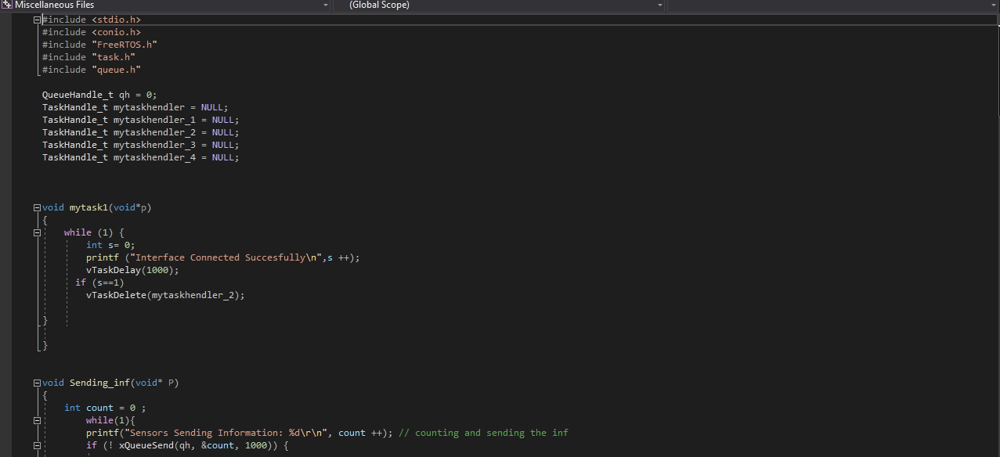 Miscellaneous Files (Global Scope)
#include <stdio.h>
#include <conio.h>
#include "FreeRTOS.h"
#include "task.h"
#include "queue.h"
QueueHandle_t qh = 0;
TaskHandle_t mytaskhendler = NULL;
TaskHandle_t mytaskhendler_1 = NULL;
TaskHandle_t mytaskhendler_2 = NULL;
TaskHandle_t mytaskhendler_3 = NULL;
TaskHandle_t mytaskhendler_4 = NULL;
void mytask1(void*p)
{
while (1) {
int s= 0;
printf ("Interface Connected Succesfully\n",s ++);
vTaskDelay(1000);
if (s==1)
vTaskDelete(mytaskhendler_2);
}
}
void Sending_inf(void* P)
{
int count = 0 ;
while(1){
printf("Sensors Sending Information: %d\r\n", count ++); // counting and sending the inf
if (! xQueueSend(qh, &count, 1000)) {